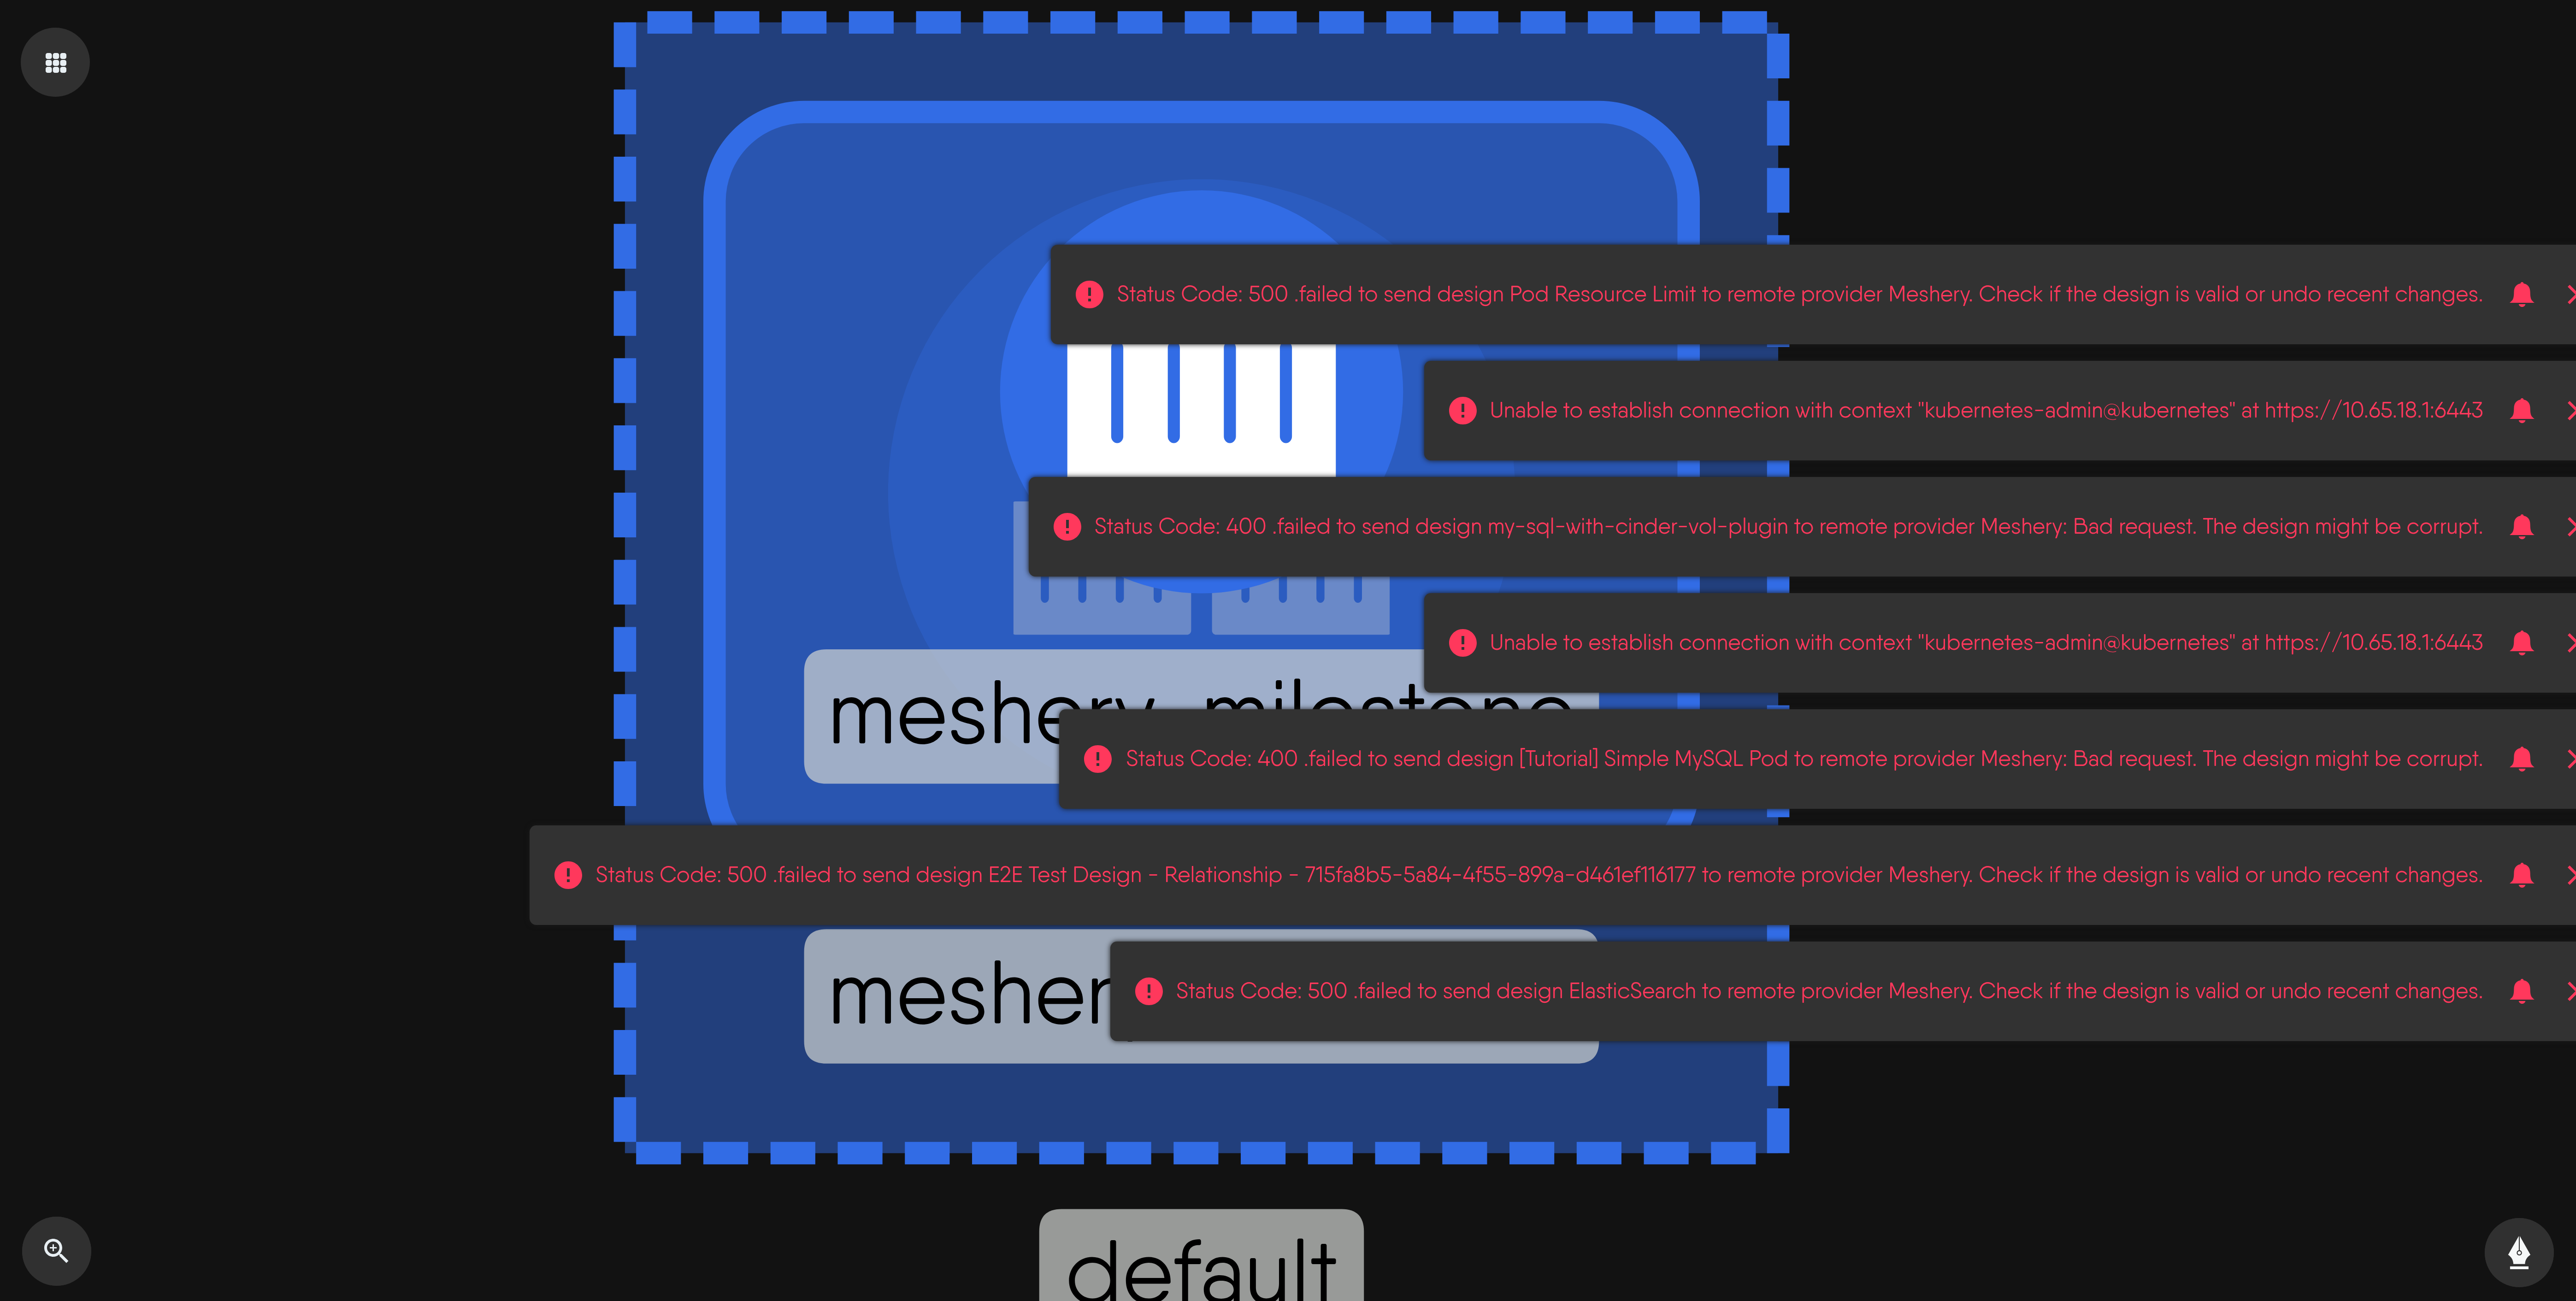 Status Code: 500 .failed to send design Pod Resource Limit to remote provider Meshery. Check if the design is valid or undo recent changes.
Unable to establish connection with context "kubernetes-admin@kubernetes" at https://10.65.18.1:6443
Status Code: 400 .failed to send design my-sql-with-cinder-vol-plugin to remote provider Meshery: Bad request. The design might be corrupt.
Unable to establish connection with context "kubernetes-admin@kubernetes" at https://10.65.18.1:6443
meshery-milestone
Status Code: 400 .failed to send design [Tutorial] Simple MySQL Pod to remote provider Meshery: Bad request. The design might be corrupt.
Status Code: 500 .failed to send design E2E Test Design - Relationship - 715fa8b5-5a84-4f55-899a-d461ef116177 to remote provider Meshery. Check if the design is valid or undo recent changes.
Status Code: 500 .failed to send design ElasticSearch to remote provider Meshery. Check if the design is valid or undo recent changes.
default